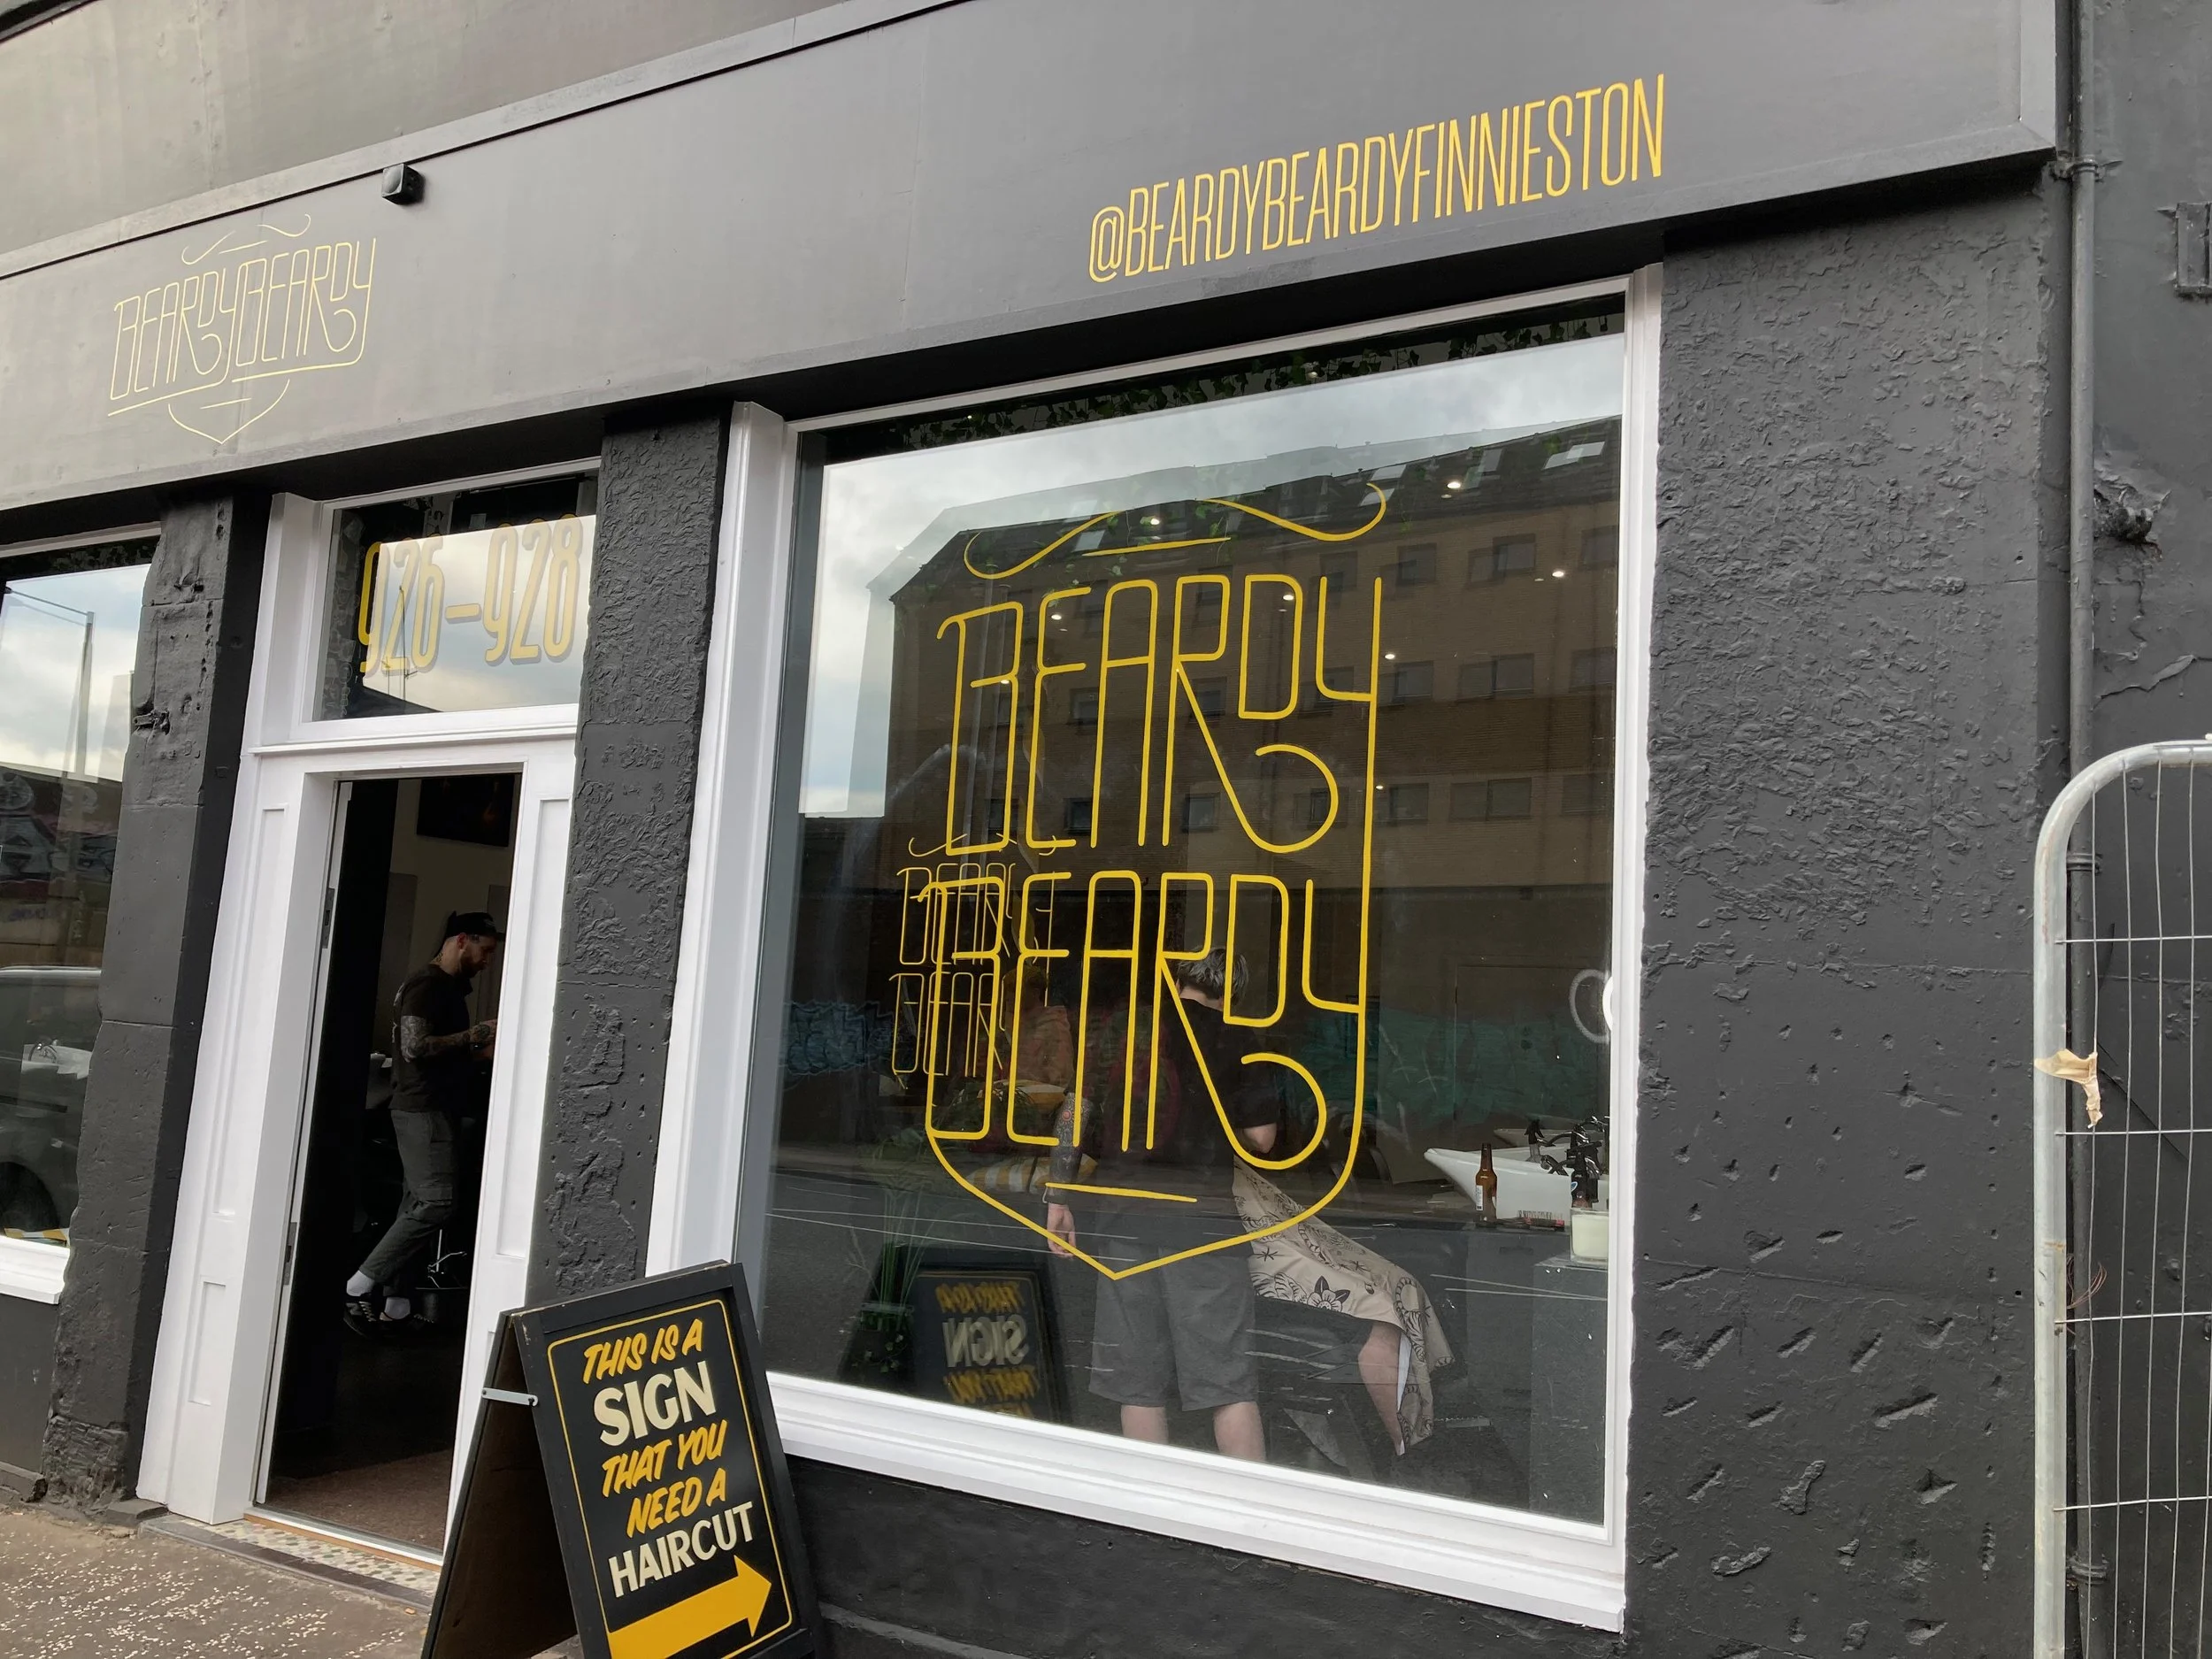 @BEARDYBEARDYFINNIESTON
BEARDYBEARDY
926-928
BEARDY
BEARDY
THIS IS A
SIGN
THAT YOU
NEED A
HAIRCUT